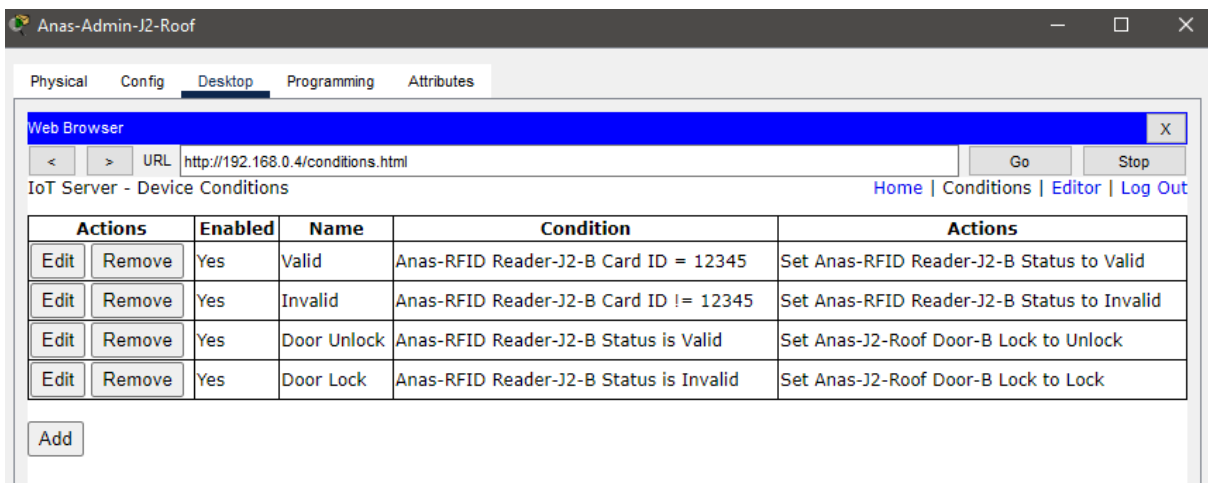 Anas-Admin-J2-Roof
Physical Config Desktop Programming Attributes
Web Browser X
< > URL http://192.168.0.4/conditions.html Go Stop
IoT Server - Device Conditions Home | Conditions | Editor | Log Out
Actions Enabled Name Condition Actions
Edit Remove Yes Valid Anas-RFID Reader-J2-B Card ID = 12345 Set Anas-RFID Reader-J2-B Status to Valid
Edit Remove Yes Invalid Anas-RFID Reader-J2-B Card ID != 12345 Set Anas-RFID Reader-J2-B Status to Invalid
Edit Remove Yes Door Unlock Anas-RFID Reader-J2-B Status is Valid Set Anas-J2-Roof Door-B Lock to Unlock
Edit Remove Yes Door Lock Anas-RFID Reader-J2-B Status is Invalid Set Anas-J2-Roof Door-B Lock to Lock
Add